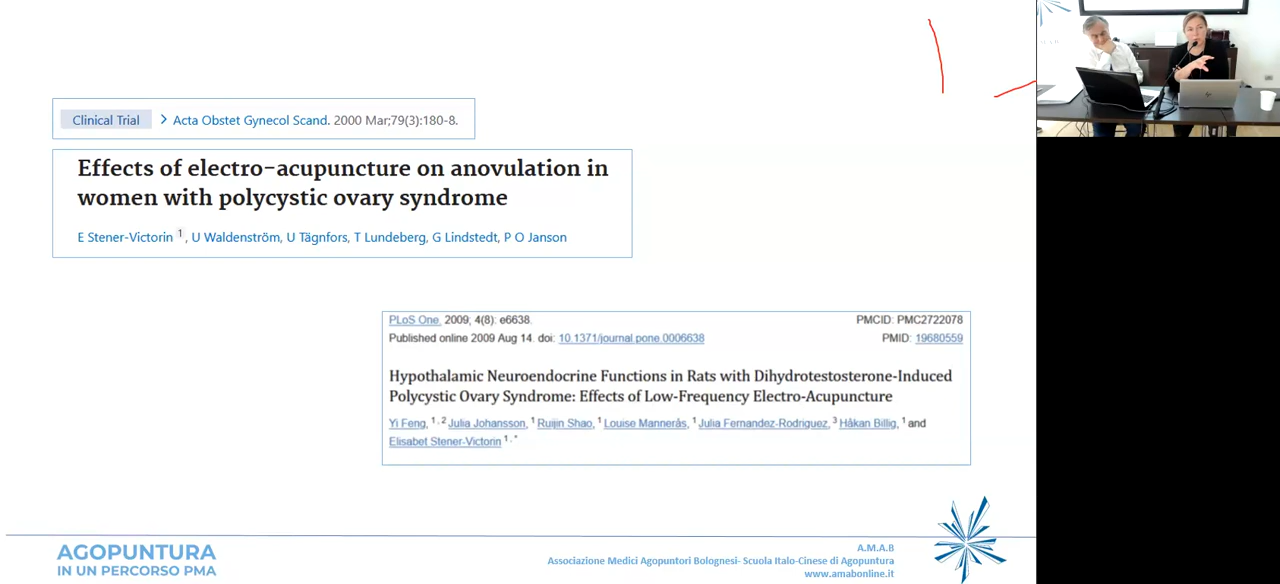 Clinical Trial > Acta Obstet Gynecol Scand. 2000 Mar;79(3):180-8.
Effects of electro-acupuncture on anovulation in
women with polycystic ovary syndrome
E Stener-Victorin 1, U Waldenström, U Tägnfors, T Lundeberg, G Lindstedt, P O Janson
PLoS One. 2009; 4(8): e6638. PMCID: PMC2722078
Published online 2009 Aug 14. doi: 10.1371/journal.pone.0006638 PMID: 19680559
Hypothalamic Neuroendocrine Functions in Rats with Dihydrotestosterone-Induced
Polycystic Ovary Syndrome: Effects of Low-Frequency Electro-Acupuncture
Yi Feng, 1, 2 Julia Johansson, 1 Ruijin Shao, 1 Louise Mannerås, 1 Julia Fernandez-Rodriguez, 3 Håkan Billig, 1 and
Elisabet Stener-Victorin 1, *
AGOPUNTURA
IN UN PERCORSO PMA
A.M.A.B
Associazione Medici Agopuntori Bolognesi- Scuola Italo-Cinese di Agopuntura
www.amabonline.it